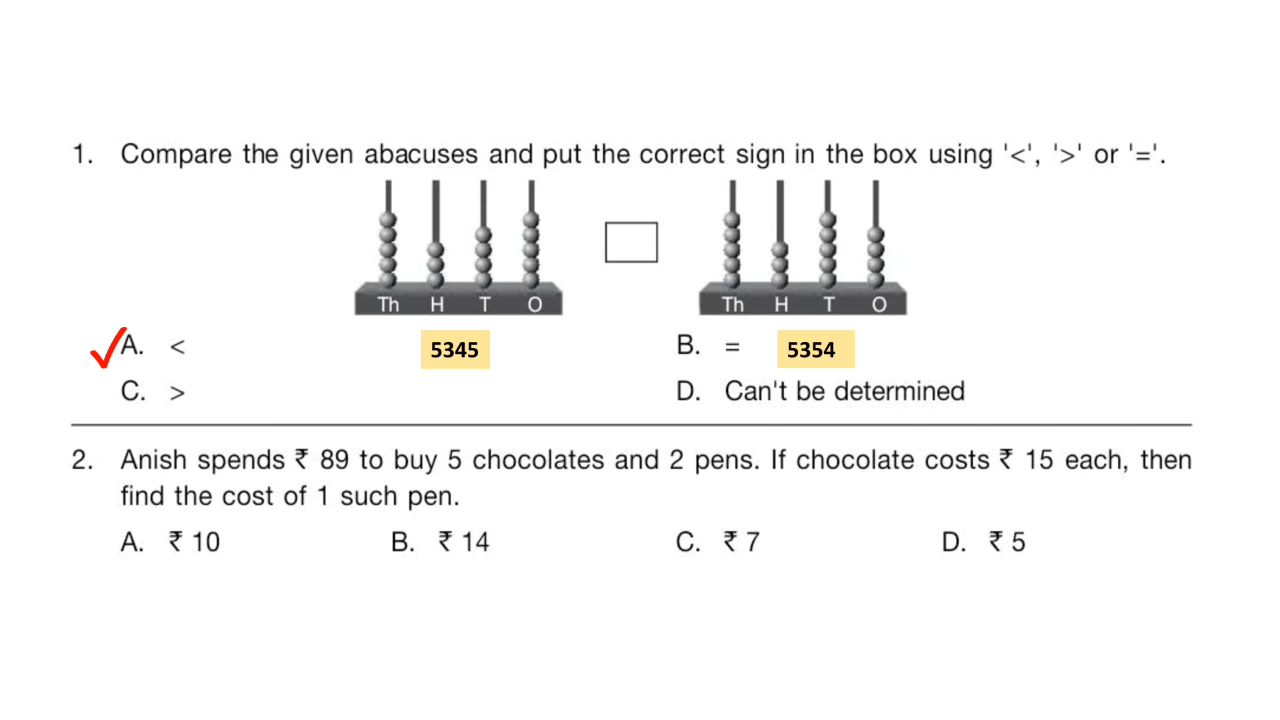 1. Compare the given abacuses and put the correct sign in the box using '<', '>' or '='.
Th H T O Th H T O
A. < 5345 B. = 5354
C. > D. Can't be determined
2. Anish spends ₹ 89 to buy 5 chocolates and 2 pens. If chocolate costs ₹ 15 each, then
find the cost of 1 such pen.
A. ₹ 10 B. ₹ 14 C. ₹ 7 D. ₹ 5